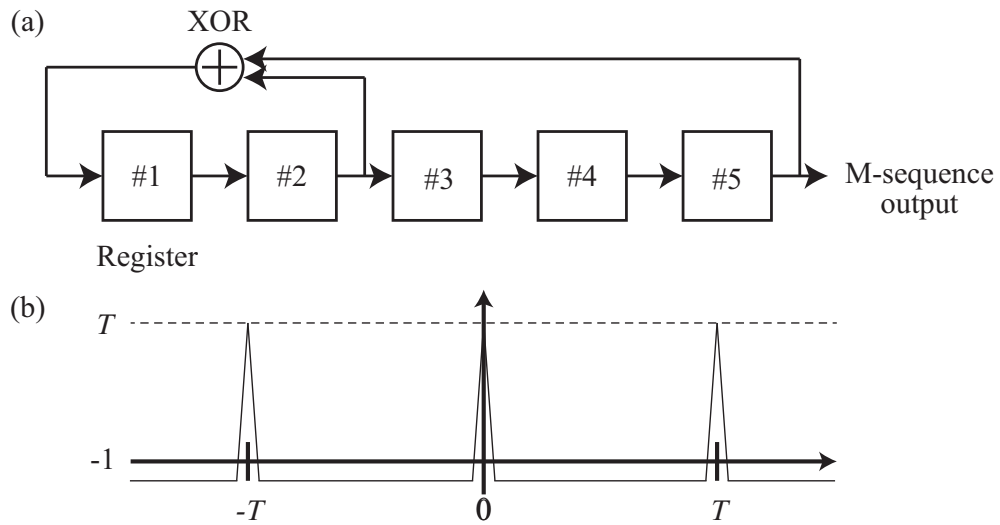 (a)
XOR
#1
#2
#3
#4
#5
M-sequence
output
Register
(b)
T
-1
-T
0
T